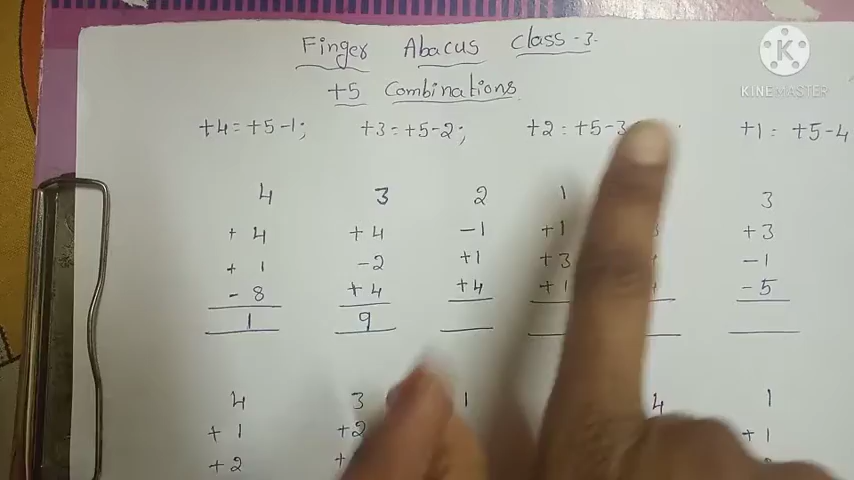 Finger Abacus Class-3.
+5 Combinations
+4=+5-1; +3=+5-2; +2=+5-3 +1= +5-4
4 3 2 1 3
+4 +4 -1 +1 +3
+1 -2 +1 +3 -1
-8 +4 +4 +1 -5
1 9
4 3 1 4 1
+1 +2 +1
+2
K
KINEMASTER